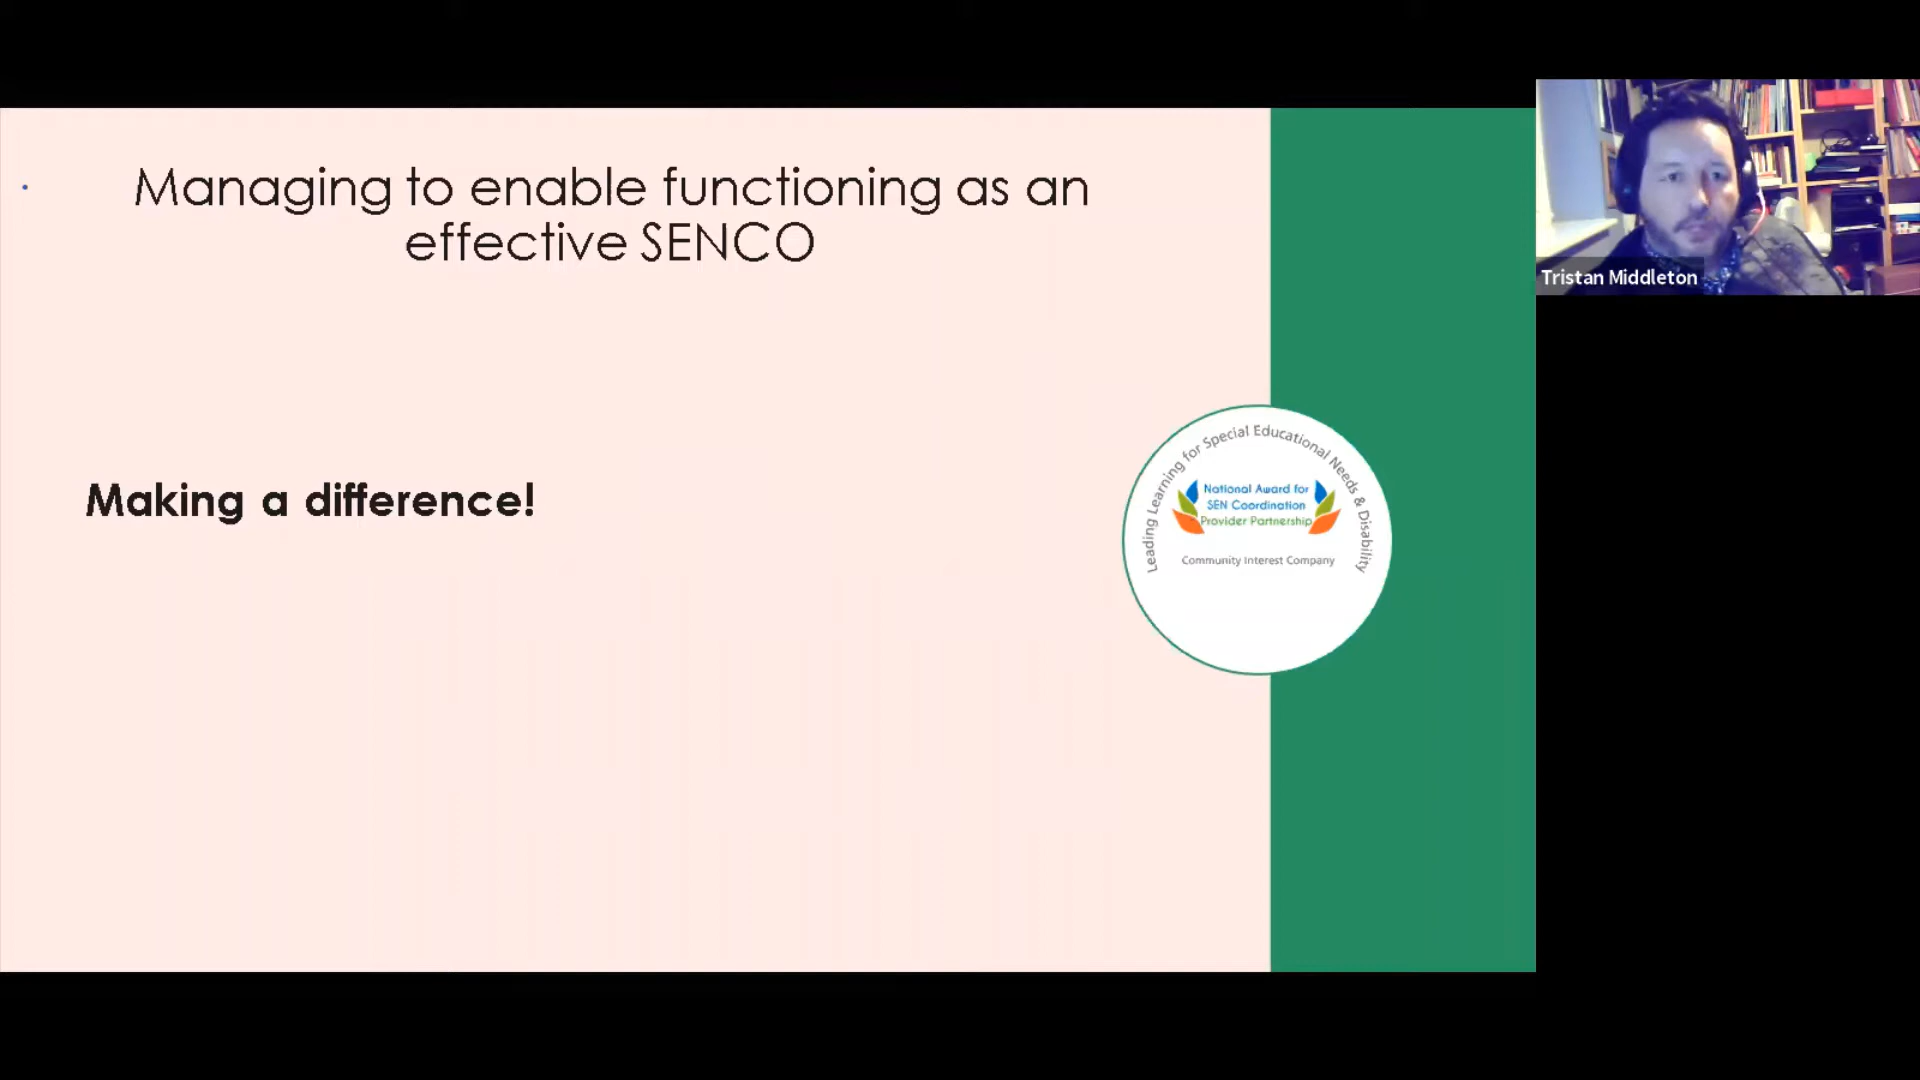 Managing to enable functioning as an
effective SENCO
Making a difference!
Leading Learning for Special Educational Needs & Disability
National Award for
SEN Coordination
Provider Partnership
Community Interest Company
Tristan Middleton